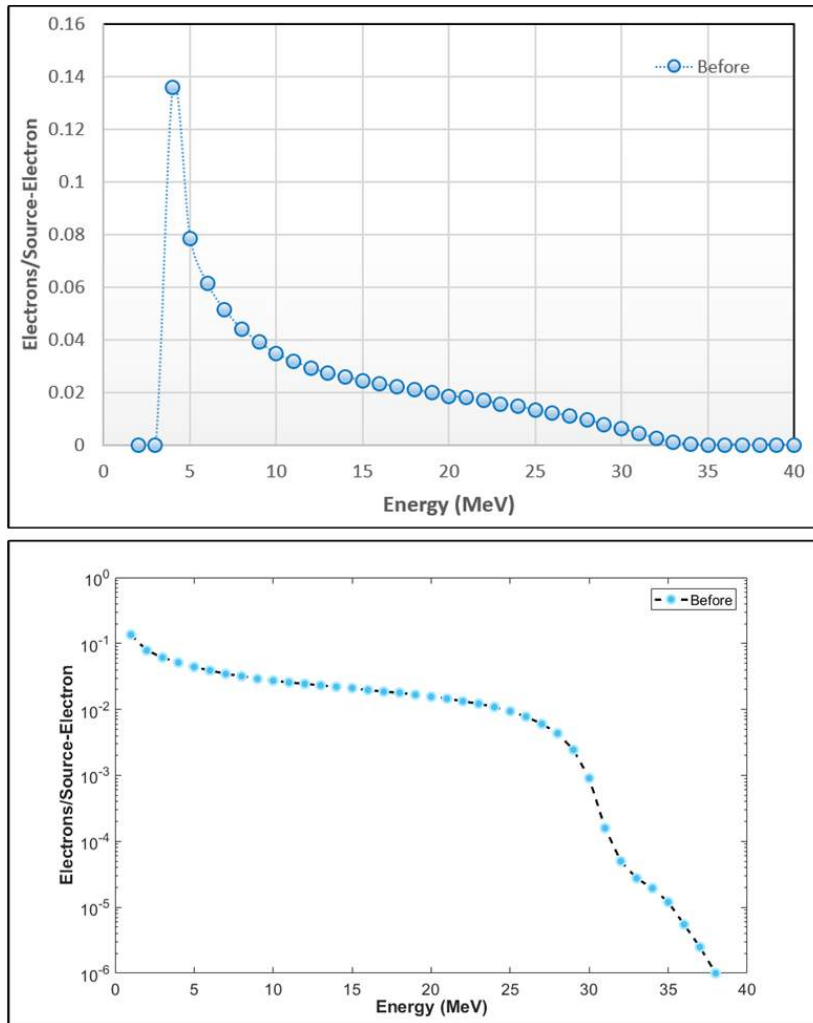 0.16
Before
0.14
0.12
0.1
0.08
0.06
0.04
0.02
0
Electrons/Source-Electron
0 5 10 15 20 25 30 35 40
Energy (MeV)
10^0
Before
10^-1
10^-2
10^-3
10^-4
10^-5
10^-6
Electrons/Source-Electron
0 5 10 15 20 25 30 35 40
Energy (MeV)